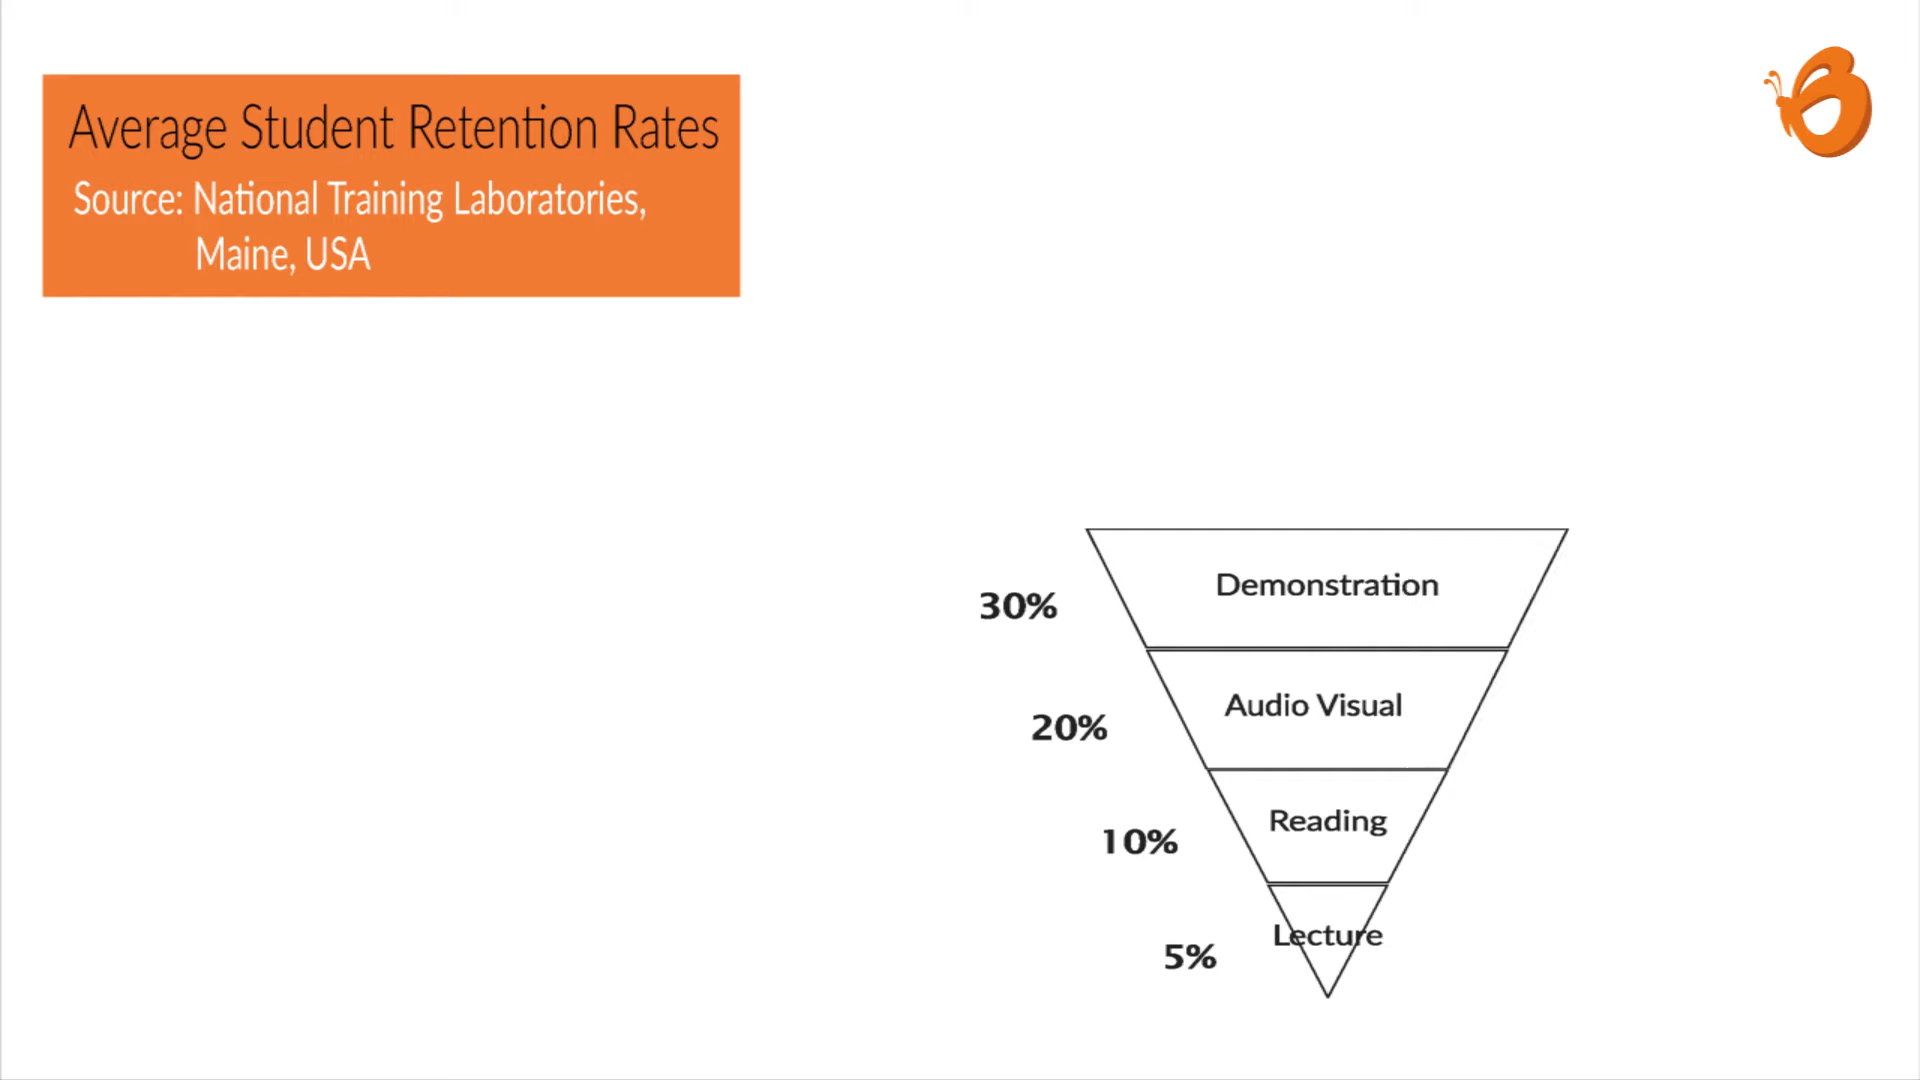 Average Student Retention Rates
Source: National Training Laboratories,
Maine, USA
30%
Demonstration
20%
Audio Visual
10%
Reading
5%
Lecture